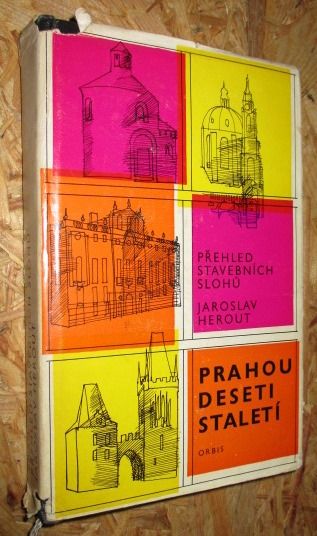 PŘEHLED
STAVEBNÍCH
SLOHŮ
JAROSLAV
HEROUT
PRAHOU
DESETI
STALETÍ
ORBIS